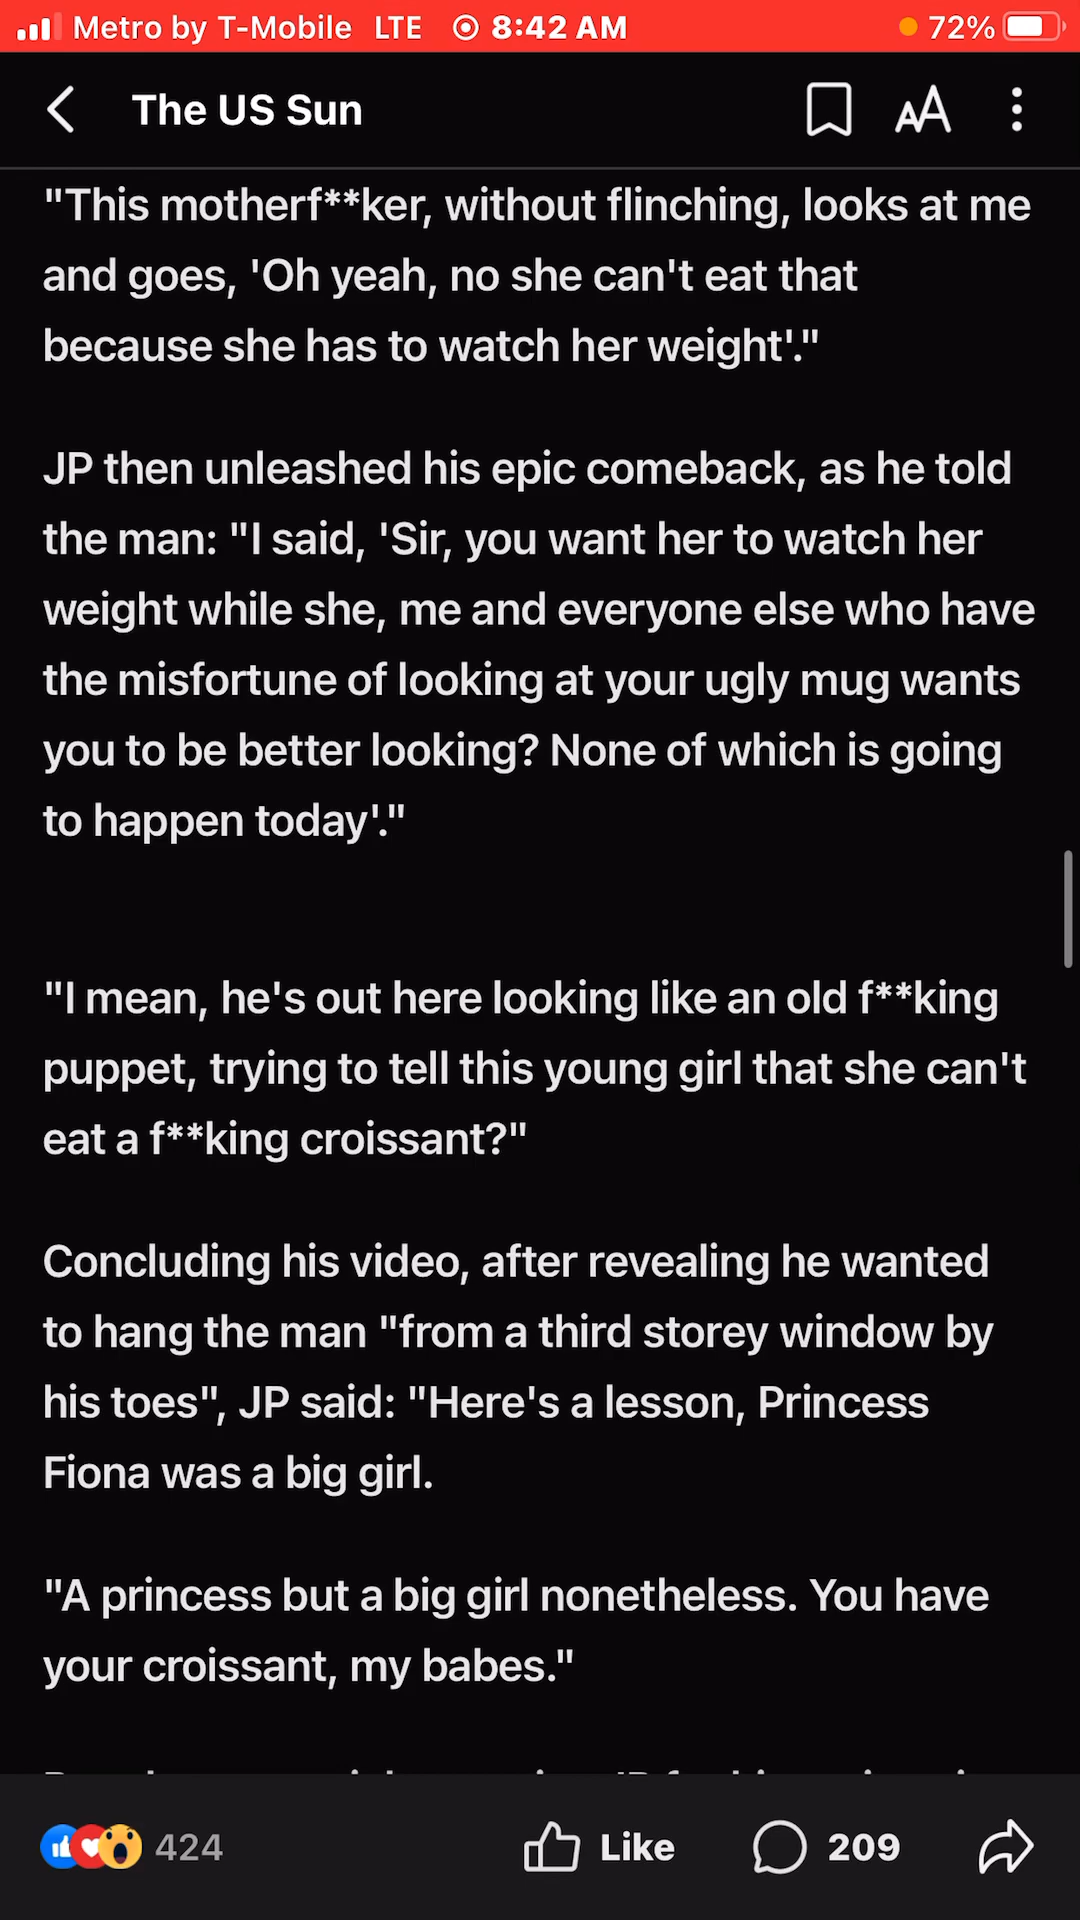 Metro by T-Mobile LTE 8:42 AM 72%
The US Sun AA
"This motherf**ker, without flinching, looks at me
and goes, 'Oh yeah, no she can't eat that
because she has to watch her weight'."
JP then unleashed his epic comeback, as he told
the man: "I said, 'Sir, you want her to watch her
weight while she, me and everyone else who have
the misfortune of looking at your ugly mug wants
you to be better looking? None of which is going
to happen today'."
"I mean, he's out here looking like an old f**king
puppet, trying to tell this young girl that she can't
eat a f**king croissant?"
Concluding his video, after revealing he wanted
to hang the man "from a third storey window by
his toes", JP said: "Here's a lesson, Princess
Fiona was a big girl.
"A princess but a big girl nonetheless. You have
your croissant, my babes."
424 Like 209